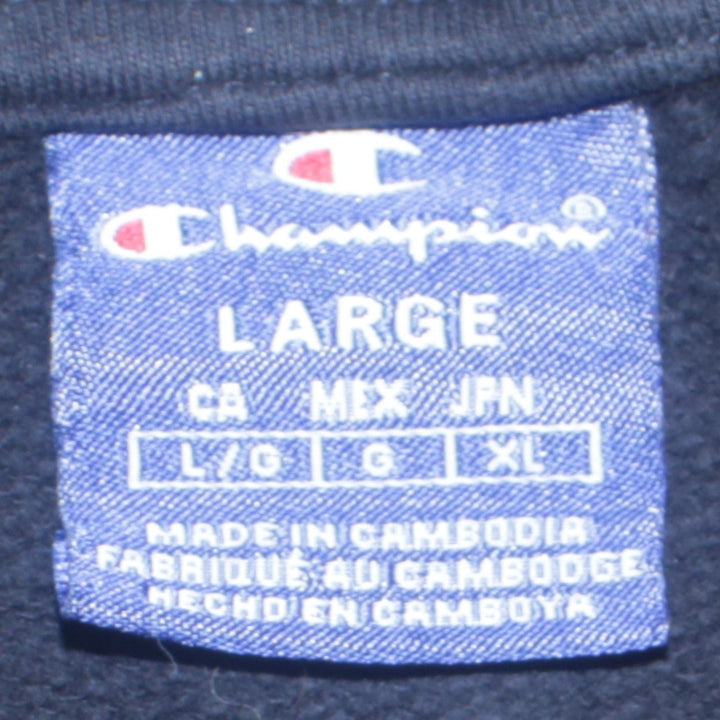 Champion®
LARGE
CA MEX JPN
L/G G XL
MADE IN CAMBODIA
FABRIQUÉ AU CAMBODGE
HECHO EN CAMBOYA